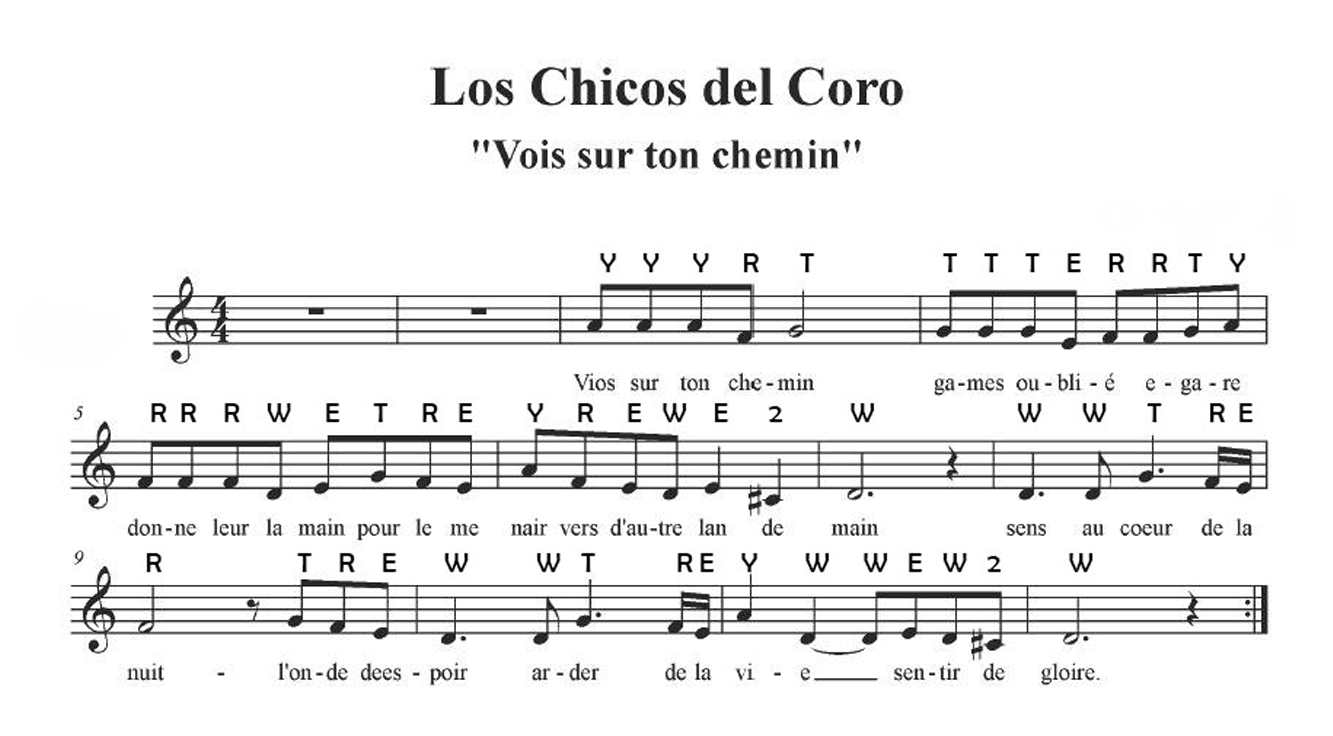 Los Chicos del Coro
"Vois sur ton chemin"
Y Y Y R T T T T E R R T Y
4
4
Vios sur ton che-min ga-mes ou-bli-é e-ga-re
5
R R R W E T R E Y R E W E 2 W W W T R E
don-ne leur la main pour le me nair vers d'au-tre lan de main sens au coeur de la
9
R T R E W W T R E Y W W E W 2 W
nuit - l'on-de dees-poir ar-der de la vi-e sen-tir de gloire.